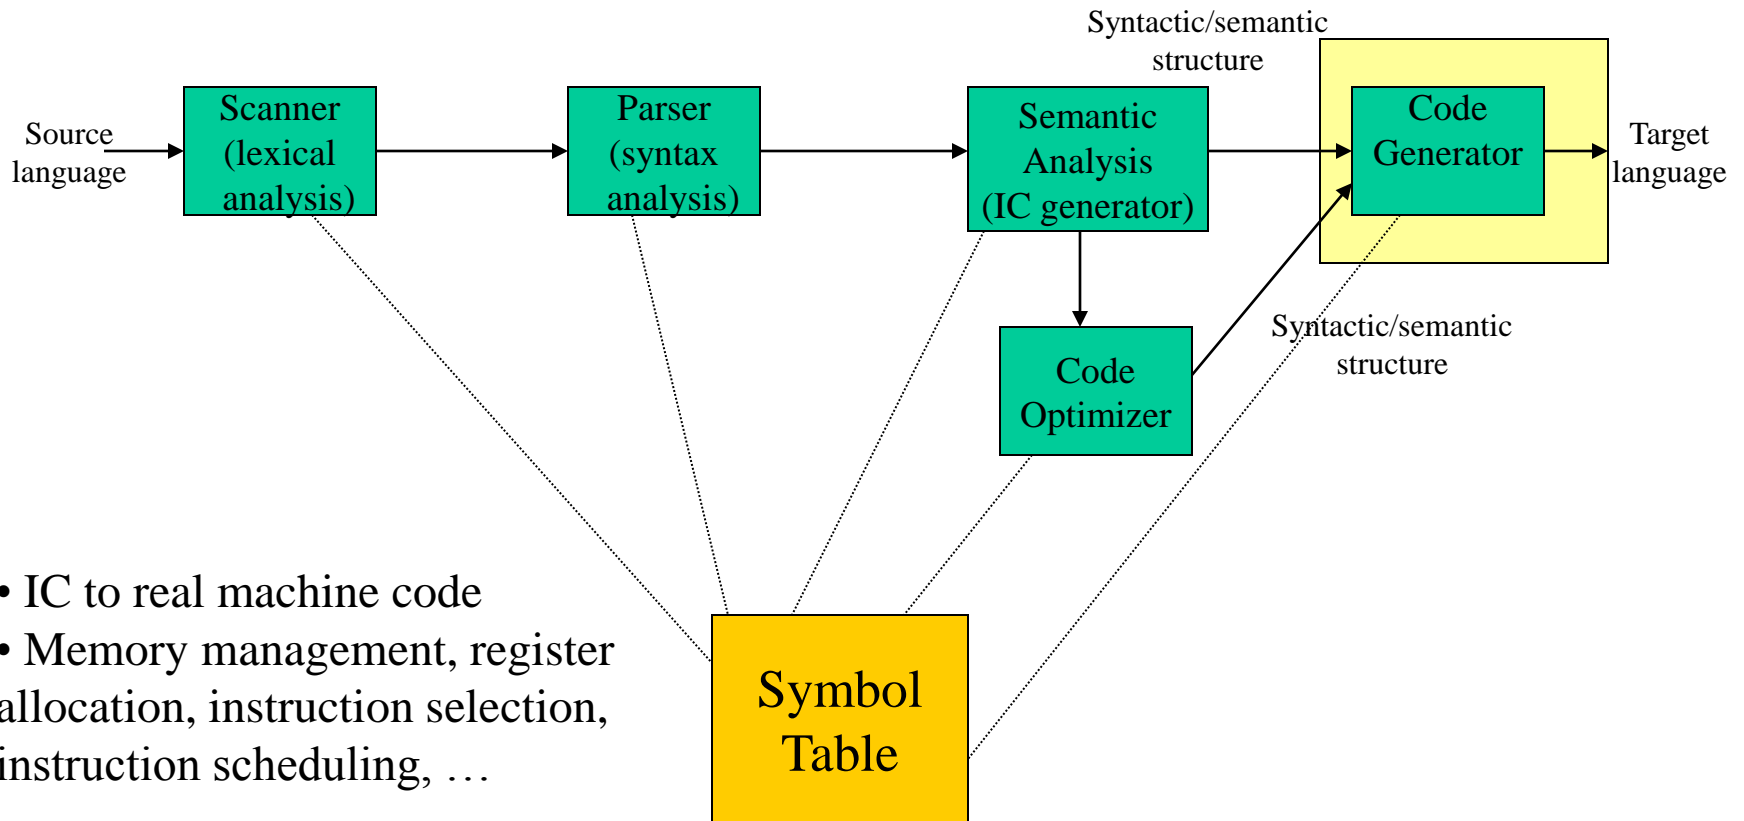 Syntactic/semantic
structure
Source
language
Scanner
(lexical
analysis)
Parser
(syntax
analysis)
Semantic
Analysis
(IC generator)
Code
Generator
Target
language
Syntactic/semantic
structure
Code
Optimizer
• IC to real machine code
• Memory management, register
allocation, instruction selection,
instruction scheduling, …
Symbol
Table